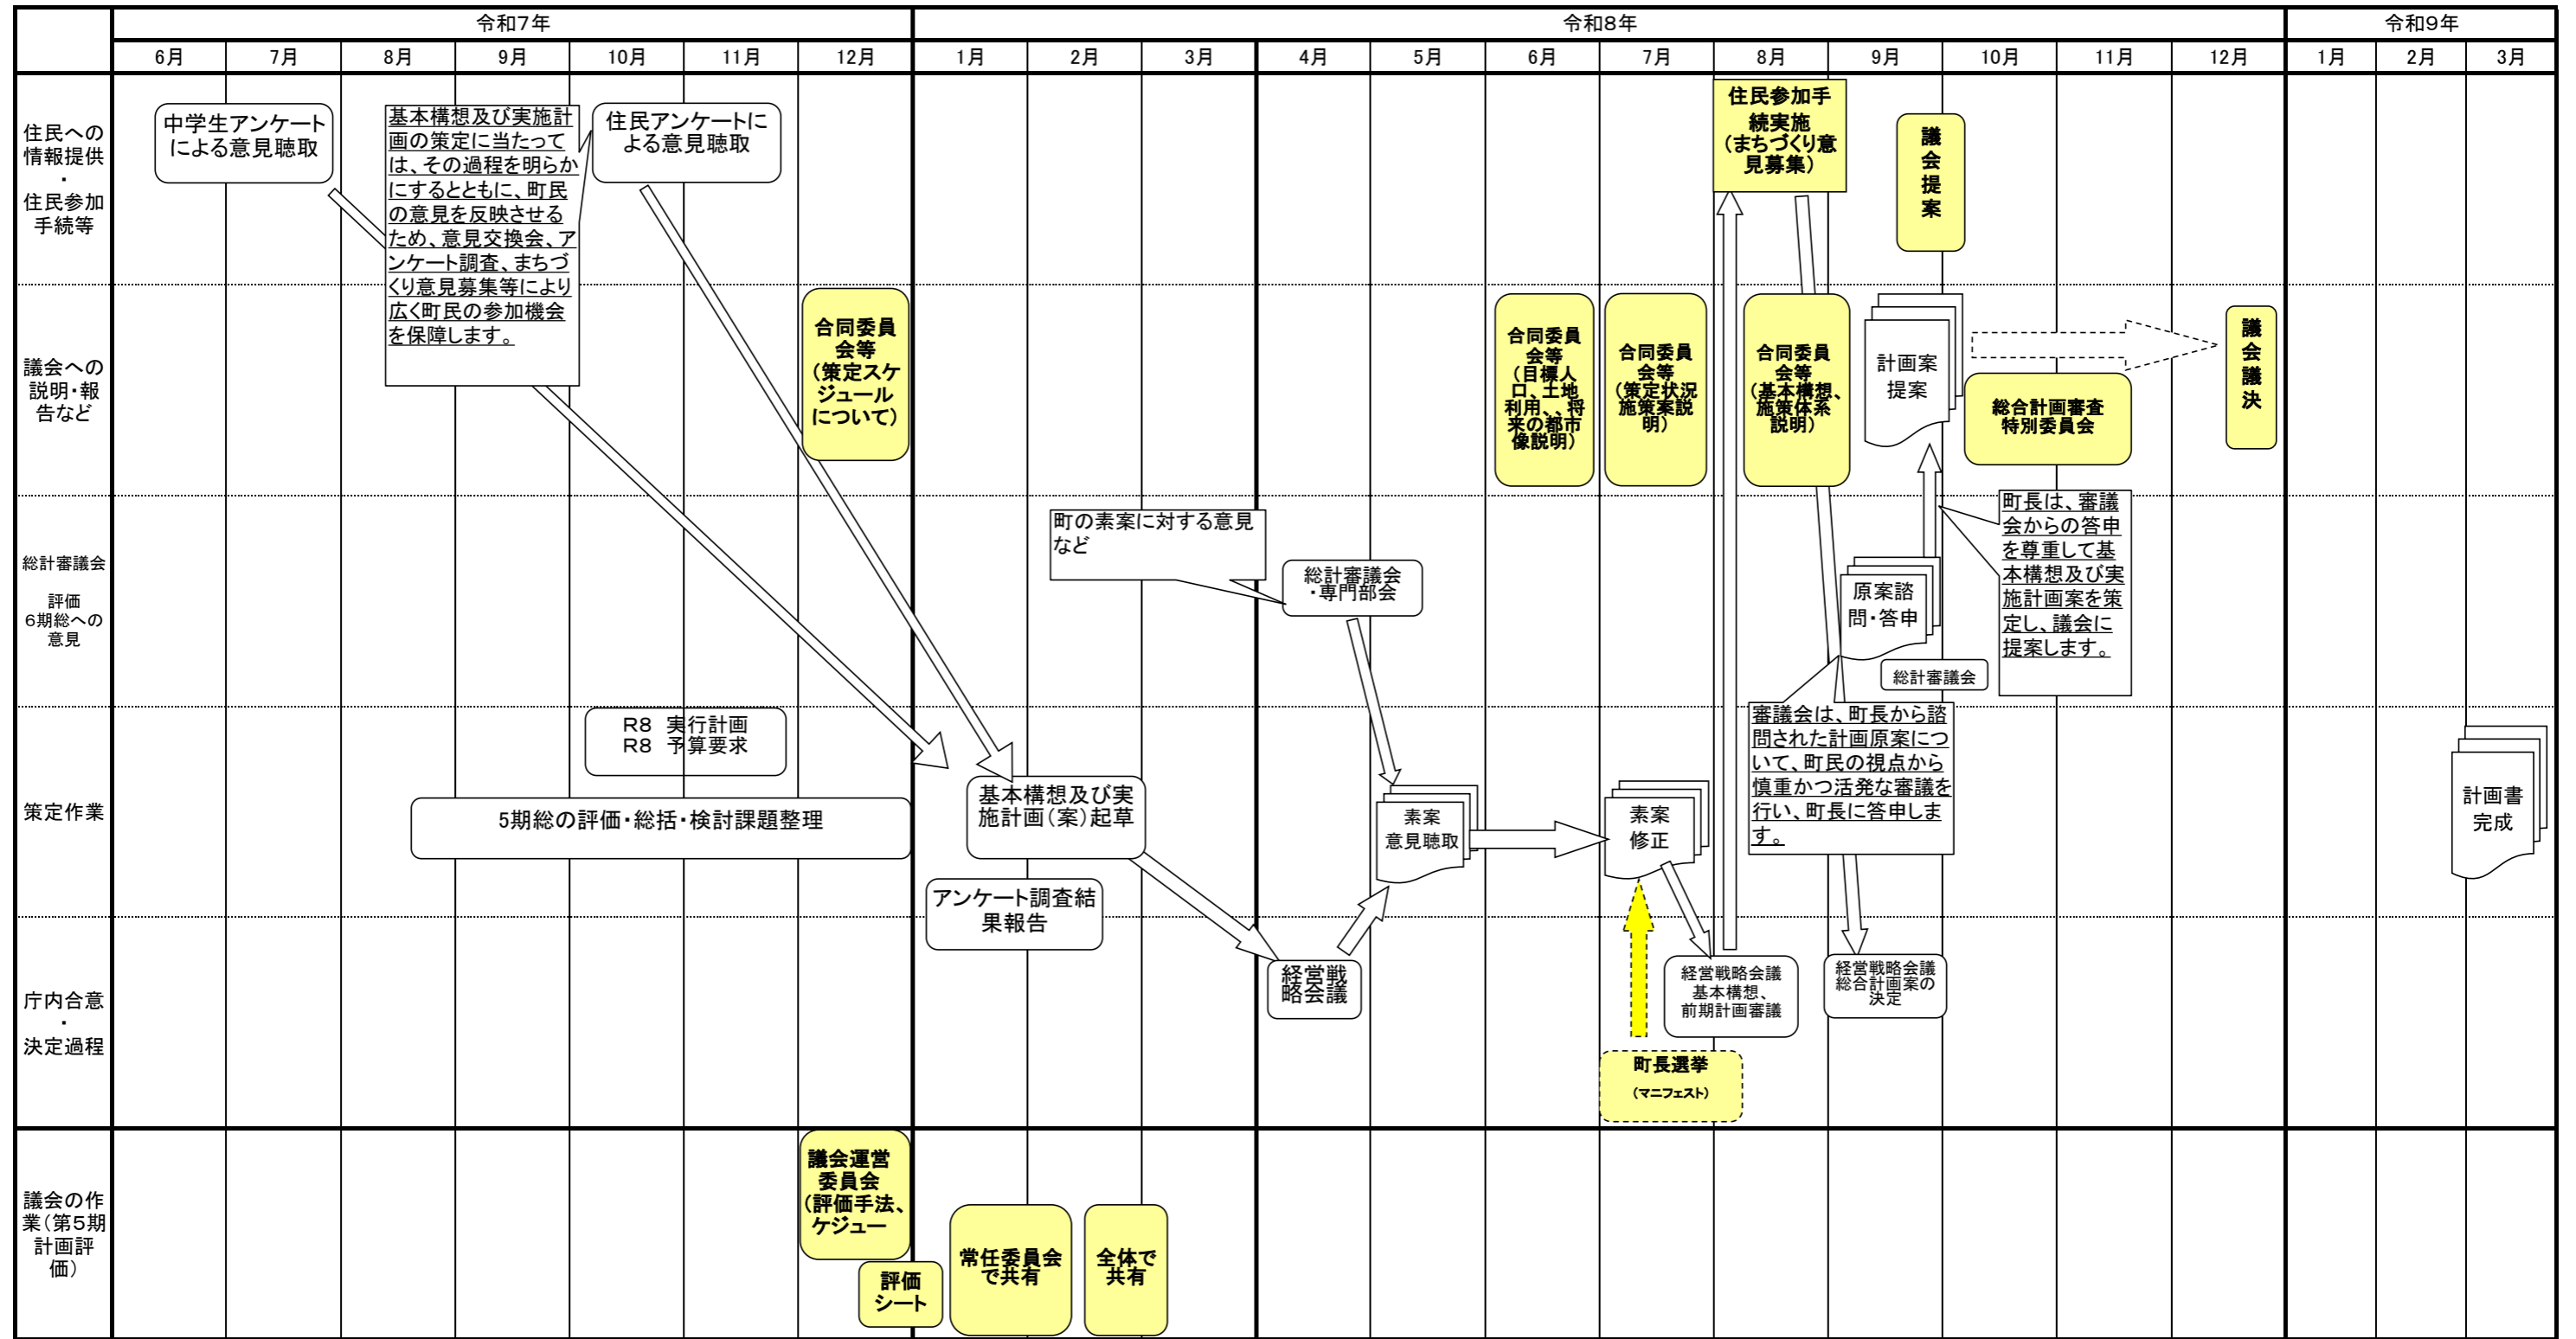 令和7年
令和8年
令和9年
6月
7月
8月
9月
10月
11月
12月
1月
2月
3月
4月
5月
6月
7月
8月
9月
10月
11月
12月
1月
2月
3月
住民への
情報提供
・
住民参加
手続等
中学生アンケート
による意見聴取
基本構想及び実施計
画の策定に当たって
は、その過程を明らか
にするとともに、町民
の意見を反映させる
ため、意見交換会、ア
ンケート調査、まちづ
くり意見募集等により
広く町民の参加機会
を保障します。
住民アンケートに
よる意見聴取
住民参加手
続実施
(まちづくり意
見募集)
議会提案
議会への
説明・報
告など
合同委員
会等
(策定スケ
ジュール
について)
合同委員
会等
(目標人
口、土地
利用、、将
来の都市
像説明)
合同委員
会等
(策定状況
施策案説
明)
合同委員
会等
(基本構想、
施策体系
説明)
計画案
提案
総合計画審査
特別委員会
議会議決
総計審議会
評価
6期総への
意見
町の素案に対する意見
など
総計審議会
・専門部会
原案諮
問・答申
総計審議会
町長は、審議
会からの答申
を尊重して基
本構想及び実
施計画案を策
定し、議会に
提案します。
策定作業
R8 実行計画
R8 予算要求
5期総の評価・総括・検討課題整理
基本構想及び実
施計画(案)起草
アンケート調査結
果報告
素案
意見聴取
素案
修正
審議会は、町長から諮
問された計画原案につ
いて、町民の視点から
慎重かつ活発な審議を
行い、町長に答申しま
す。
計画書
完成
庁内合意
・
決定過程
経営戦
略会議
経営戦略会議
基本構想、
前期計画審議
経営戦略会議
総合計画案の
決定
町長選挙
(マニフェスト)
議会の作
業(第5期
計画評
価)
議会運営
委員会
(評価手法、
ケジュー
評価
シート
常任委員会
で共有
全体で
共有